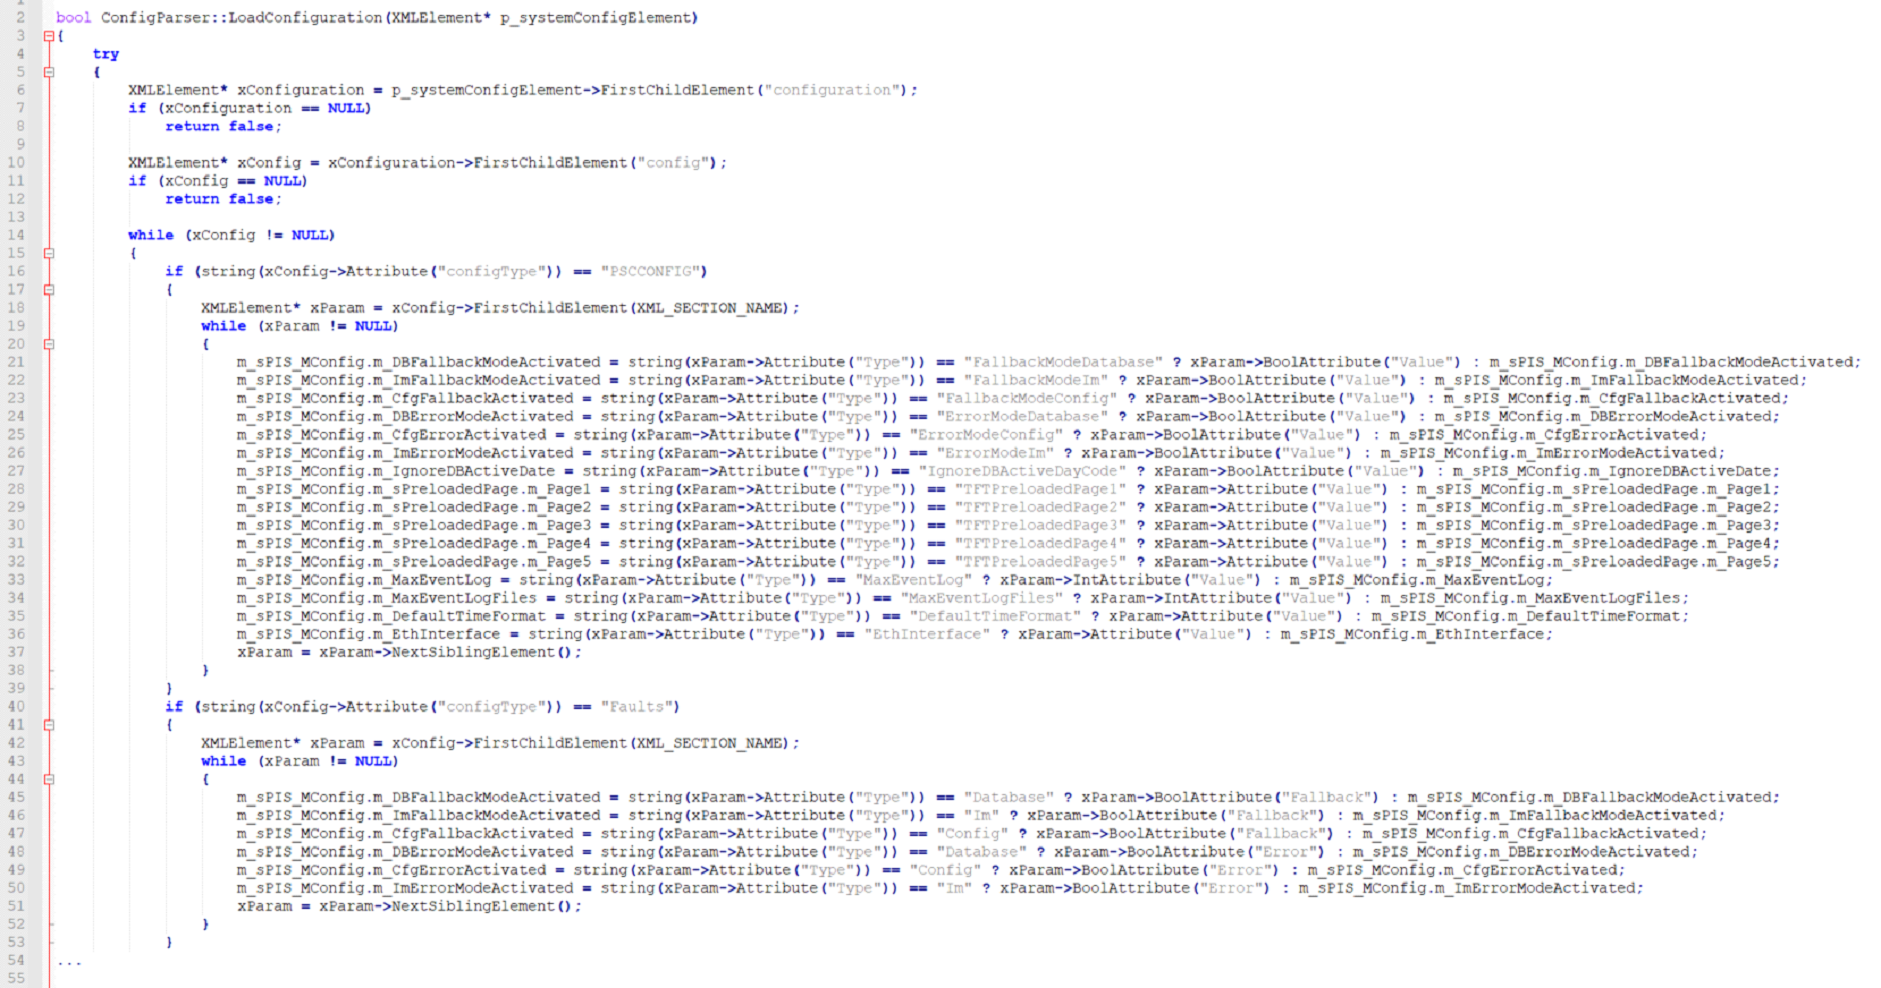 1
2 bool ConfigParser::LoadConfiguration(XMLElement* p_systemConfigElement)
3 {
4 try
5 {
6 XMLElement* xConfiguration = p_systemConfigElement->FirstChildElement("configuration");
7 if (xConfiguration == NULL)
8 return false;
9
10 XMLElement* xConfig = xConfiguration->FirstChildElement("config");
11 if (xConfig == NULL)
12 return false;
13
14 while (xConfig != NULL)
15 {
16 if (string(xConfig->Attribute("configType")) == "PSCCONFIG")
17 {
18 XMLElement* xParam = xConfig->FirstChildElement(XML_SECTION_NAME);
19 while (xParam != NULL)
20 {
21 m_sPIS_MConfig.m_DBFallbackModeActivated = string(xParam->Attribute("Type")) == "FallbackModeDatabase" ? xParam->BoolAttribute("Value") : m_sPIS_MConfig.m_DBFallbackModeActivated;
22 m_sPIS_MConfig.m_ImFallbackModeActivated = string(xParam->Attribute("Type")) == "FallbackModeIm" ? xParam->BoolAttribute("Value") : m_sPIS_MConfig.m_ImFallbackModeActivated;
23 m_sPIS_MConfig.m_CfgFallbackActivated = string(xParam->Attribute("Type")) == "FallbackModeConfig" ? xParam->BoolAttribute("Value") : m_sPIS_MConfig.m_CfgFallbackActivated;
24 m_sPIS_MConfig.m_DBErrorModeActivated = string(xParam->Attribute("Type")) == "ErrorModeDatabase" ? xParam->BoolAttribute("Value") : m_sPIS_MConfig.m_DBErrorModeActivated;
25 m_sPIS_MConfig.m_CfgErrorActivated = string(xParam->Attribute("Type")) == "ErrorModeConfig" ? xParam->BoolAttribute("Value") : m_sPIS_MConfig.m_CfgErrorActivated;
26 m_sPIS_MConfig.m_ImErrorModeActivated = string(xParam->Attribute("Type")) == "ErrorModeIm" ? xParam->BoolAttribute("Value") : m_sPIS_MConfig.m_ImErrorModeActivated;
27 m_sPIS_MConfig.m_IgnoreDBActiveDate = string(xParam->Attribute("Type")) == "IgnoreDBActiveDayCode" ? xParam->BoolAttribute("Value") : m_sPIS_MConfig.m_IgnoreDBActiveDate;
28 m_sPIS_MConfig.m_sPreloadedPage.m_Page1 = string(xParam->Attribute("Type")) == "TFTPreloadedPage1" ? xParam->Attribute("Value") : m_sPIS_MConfig.m_sPreloadedPage.m_Page1;
29 m_sPIS_MConfig.m_sPreloadedPage.m_Page2 = string(xParam->Attribute("Type")) == "TFTPreloadedPage2" ? xParam->Attribute("Value") : m_sPIS_MConfig.m_sPreloadedPage.m_Page2;
30 m_sPIS_MConfig.m_sPreloadedPage.m_Page3 = string(xParam->Attribute("Type")) == "TFTPreloadedPage3" ? xParam->Attribute("Value") : m_sPIS_MConfig.m_sPreloadedPage.m_Page3;
31 m_sPIS_MConfig.m_sPreloadedPage.m_Page4 = string(xParam->Attribute("Type")) == "TFTPreloadedPage4" ? xParam->Attribute("Value") : m_sPIS_MConfig.m_sPreloadedPage.m_Page4;
32 m_sPIS_MConfig.m_sPreloadedPage.m_Page5 = string(xParam->Attribute("Type")) == "TFTPreloadedPage5" ? xParam->Attribute("Value") : m_sPIS_MConfig.m_sPreloadedPage.m_Page5;
33 m_sPIS_MConfig.m_MaxEventLog = string(xParam->Attribute("Type")) == "MaxEventLog" ? xParam->IntAttribute("Value") : m_sPIS_MConfig.m_MaxEventLog;
34 m_sPIS_MConfig.m_MaxEventLogFiles = string(xParam->Attribute("Type")) == "MaxEventLogFiles" ? xParam->IntAttribute("Value") : m_sPIS_MConfig.m_MaxEventLogFiles;
35 m_sPIS_MConfig.m_DefaultTimeFormat = string(xParam->Attribute("Type")) == "DefaultTimeFormat" ? xParam->Attribute("Value") : m_sPIS_MConfig.m_DefaultTimeFormat;
36 m_sPIS_MConfig.m_EthInterface = string(xParam->Attribute("Type")) == "EthInterface" ? xParam->Attribute("Value") : m_sPIS_MConfig.m_EthInterface;
37 xParam = xParam->NextSiblingElement();
38 }
39 }
40 if (string(xConfig->Attribute("configType")) == "Faults")
41 {
42 XMLElement* xParam = xConfig->FirstChildElement(XML_SECTION_NAME);
43 while (xParam != NULL)
44 {
45 m_sPIS_MConfig.m_DBFallbackModeActivated = string(xParam->Attribute("Type")) == "Database" ? xParam->BoolAttribute("Fallback") : m_sPIS_MConfig.m_DBFallbackModeActivated;
46 m_sPIS_MConfig.m_ImFallbackModeActivated = string(xParam->Attribute("Type")) == "Im" ? xParam->BoolAttribute("Fallback") : m_sPIS_MConfig.m_ImFallbackModeActivated;
47 m_sPIS_MConfig.m_CfgFallbackActivated = string(xParam->Attribute("Type")) == "Config" ? xParam->BoolAttribute("Fallback") : m_sPIS_MConfig.m_CfgFallbackActivated;
48 m_sPIS_MConfig.m_DBErrorModeActivated = string(xParam->Attribute("Type")) == "Database" ? xParam->BoolAttribute("Error") : m_sPIS_MConfig.m_DBErrorModeActivated;
49 m_sPIS_MConfig.m_CfgErrorActivated = string(xParam->Attribute("Type")) == "Config" ? xParam->BoolAttribute("Error") : m_sPIS_MConfig.m_CfgErrorActivated;
50 m_sPIS_MConfig.m_ImErrorModeActivated = string(xParam->Attribute("Type")) == "Im" ? xParam->BoolAttribute("Error") : m_sPIS_MConfig.m_ImErrorModeActivated;
51 xParam = xParam->NextSiblingElement();
52 }
53 }
54 ...
55